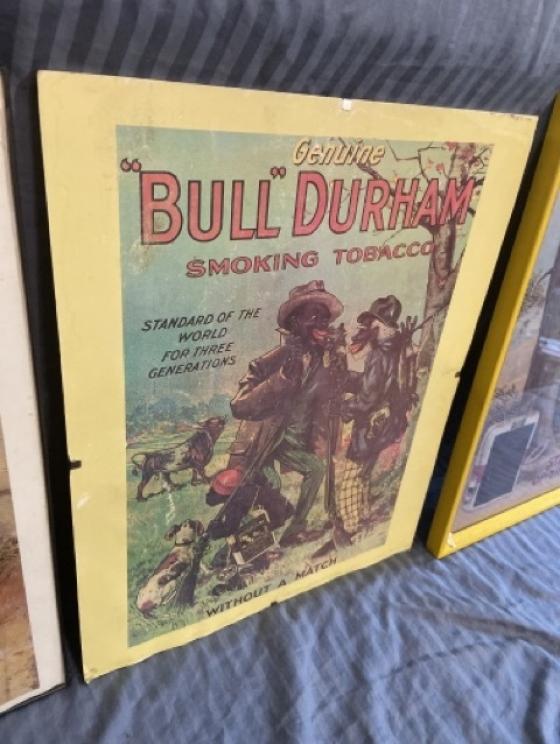 Genuine
"BULL" DURHAM
SMOKING TOBACCO
STANDARD OF THE
WORLD
FOR THREE
GENERATIONS
WITHOUT A MATCH